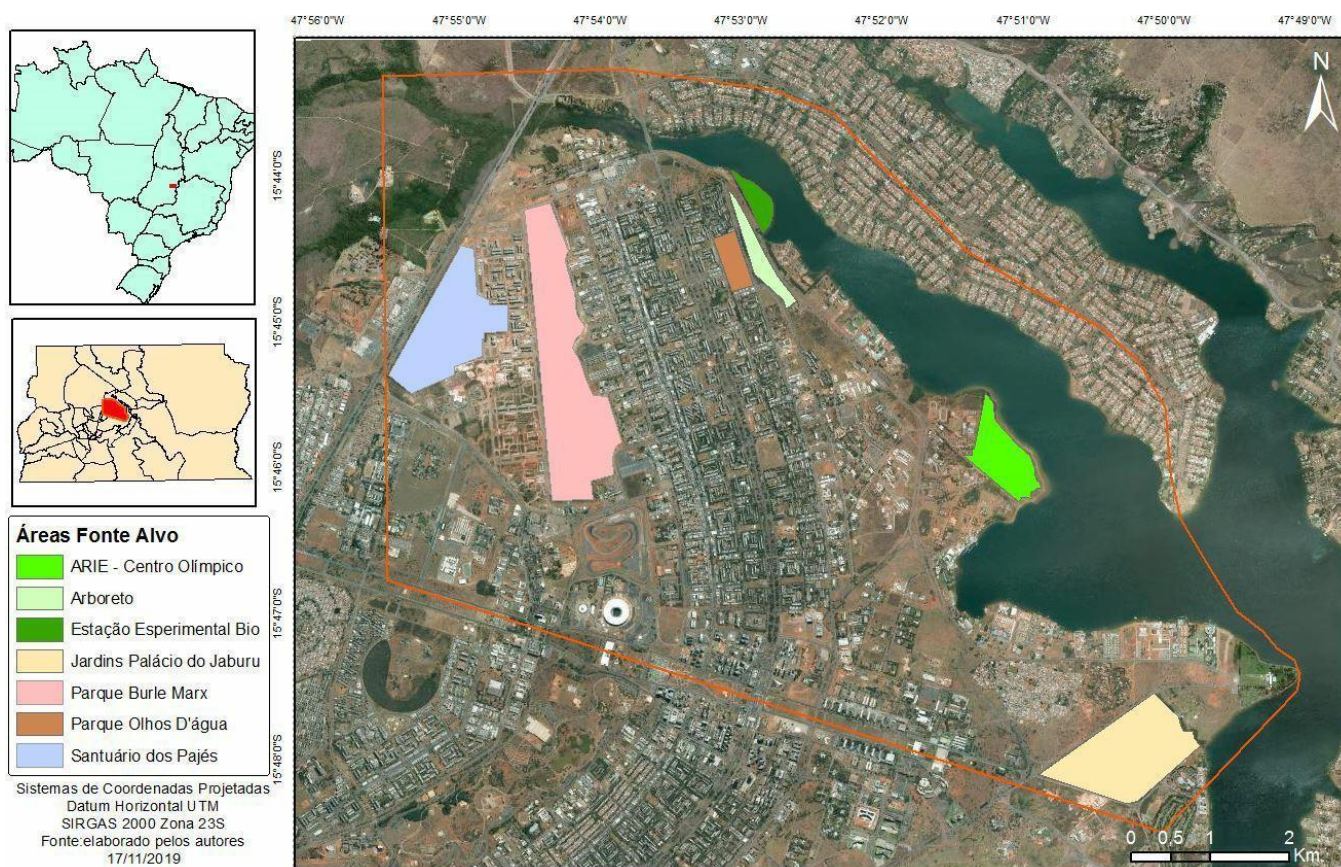 47°56'0"W 47°55'0"W 47°54'0"W 47°53'0"W 47°52'0"W 47°51'0"W 47°50'0"W 47°49'0"W
N
15°44'0"S
15°45'0"S
15°46'0"S
15°47'0"S
15°48'0"S
Áreas Fonte Alvo
ARIE - Centro Olímpico
Arboreto
Estação Esperimental Bio
Jardins Palácio do Jaburu
Parque Burle Marx
Parque Olhos D'água
Santuário dos Pajés
Sistemas de Coordenadas Projetadas
Datum Horizontal UTM
SIRGAS 2000 Zona 23S
Fonte:elaborado pelos autores
17/11/2019
0 0,5 1 2
Km.